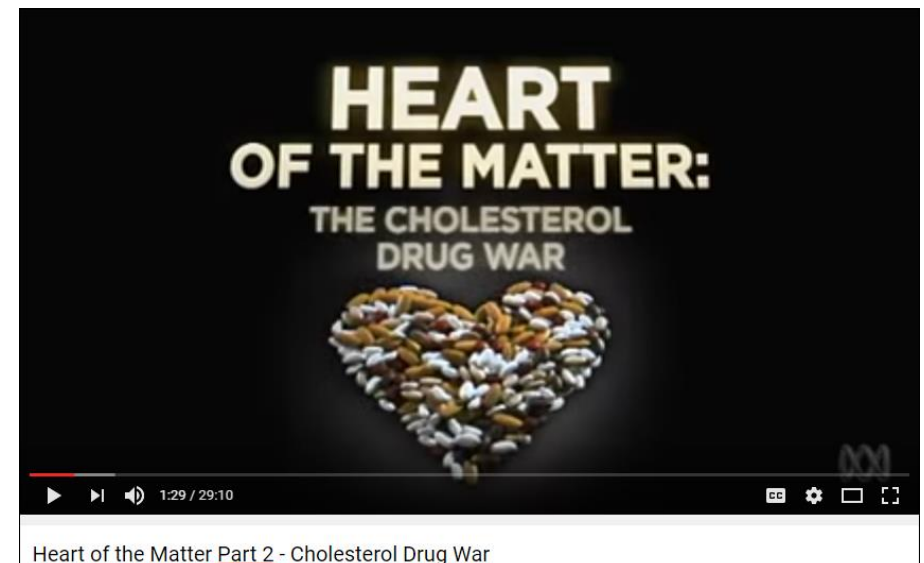 HEART
OF THE MATTER:
THE CHOLESTEROL
DRUG WAR
1:29 / 29:10
CC
Heart of the Matter Part 2 - Cholesterol Drug War